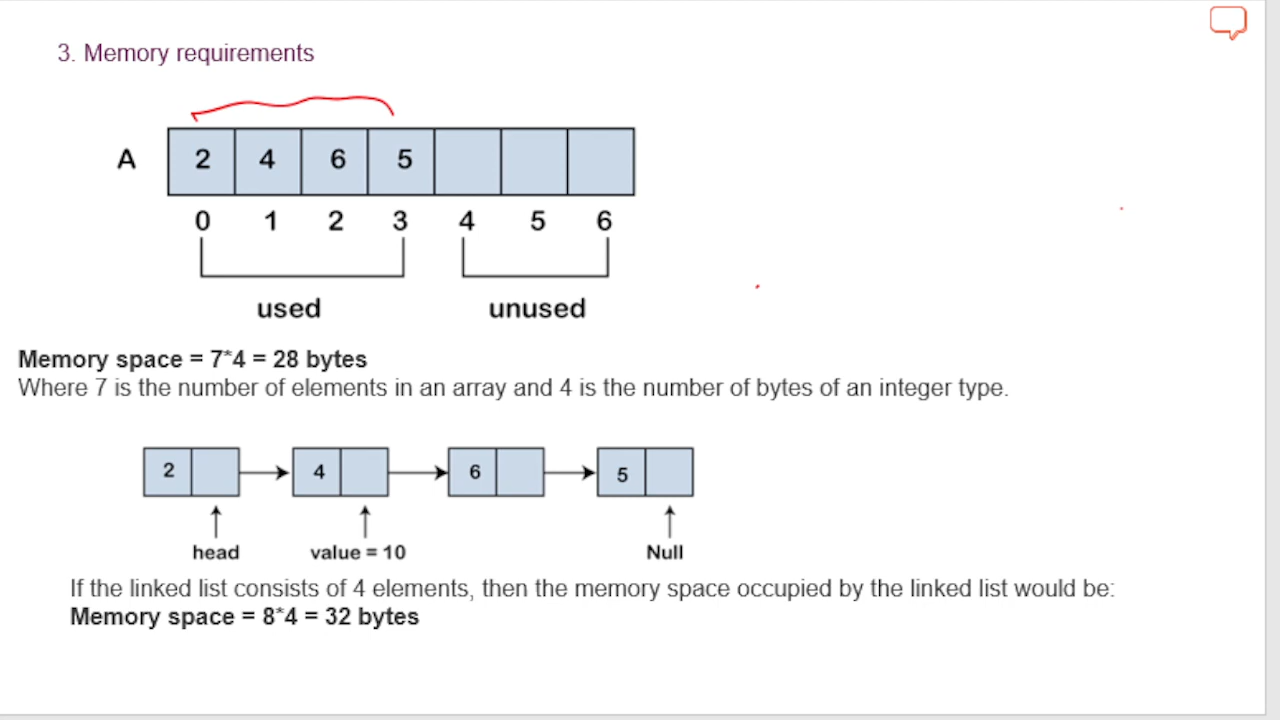 3. Memory requirements
A 2 4 6 5
0 1 2 3 4 5 6
used unused
Memory space = 7*4 = 28 bytes
Where 7 is the number of elements in an array and 4 is the number of bytes of an integer type.
2 4 6 5
head value = 10 Null
If the linked list consists of 4 elements, then the memory space occupied by the linked list would be:
Memory space = 8*4 = 32 bytes